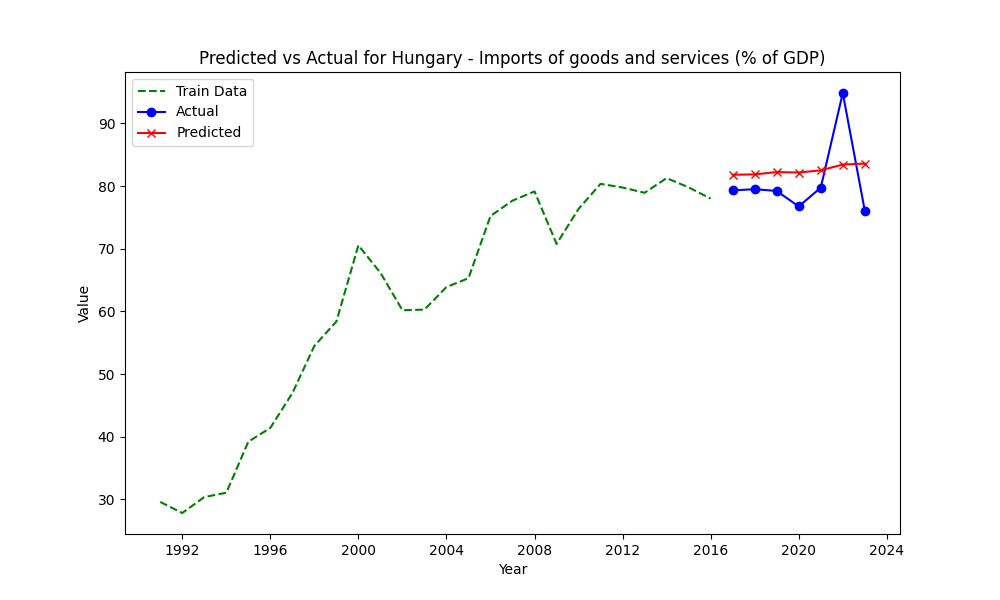 Predicted vs Actual for Hungary - Imports of goods and services (% of GDP)
Train Data
Actual
Predicted
90
80
70
60
50
40
30
Value
1992 1996 2000 2004 2008 2012 2016 2020 2024
Year